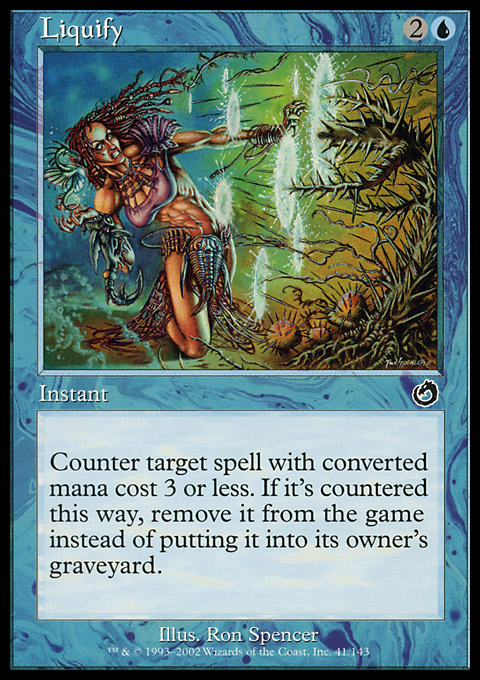 Liquify 2
Instant
Counter target spell with converted
mana cost 3 or less. If it's countered
this way, remove it from the game
instead of putting it into its owner's
graveyard.
Illus. Ron Spencer
™ & © 1993–2002 Wizards of the Coast, Inc. 41/143